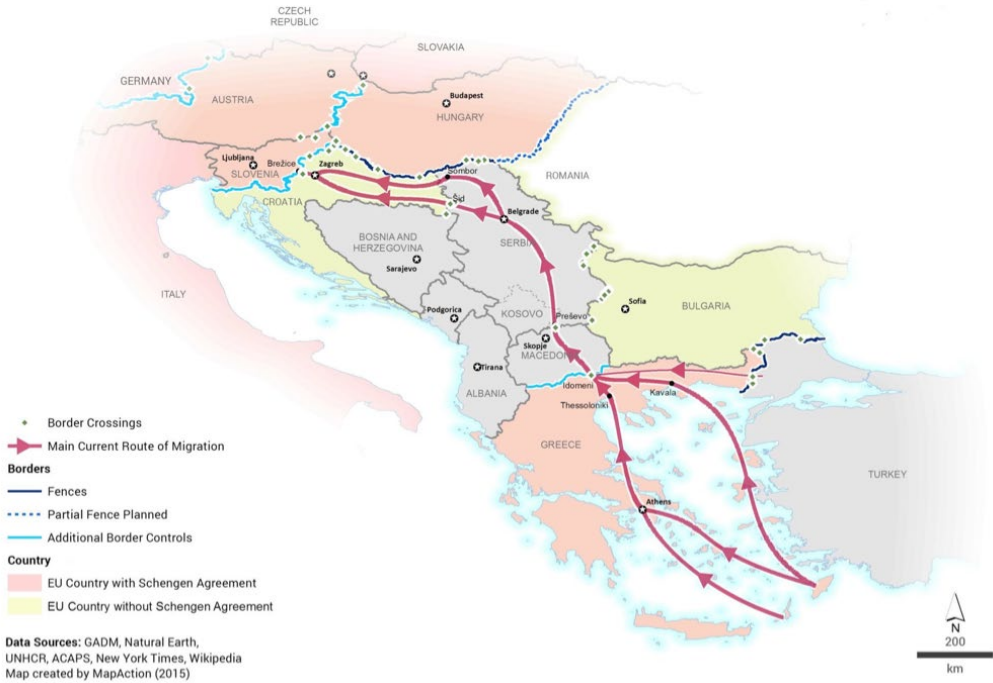 CZECH
REPUBLIC
SLOVAKIA
GERMANY
AUSTRIA
Budapest
HUNGARY
Ljubljana
SLOVENIA
Brežice
Zagreb
Sombor
ROMANIA
CROATIA
Šid
Belgrade
BOSNIA AND
HERZEGOVINA
SERBIA
Sarajevo
ITALY
Podgorica
KOSOVO
Preševo
Sofia
BULGARIA
Skopje
MACEDON
Tirana
ALBANIA
Idomeni
Thessoloniki
Kavala
GREECE
TURKEY
Athens
Border Crossings
Main Current Route of Migration
Borders
Fences
Partial Fence Planned
Additional Border Controls
Country
EU Country with Schengen Agreement
EU Country without Schengen Agreement
Data Sources: GADM, Natural Earth,
UNHCR, ACAPS, New York Times, Wikipedia
Map created by MapAction (2015)
N
200
km